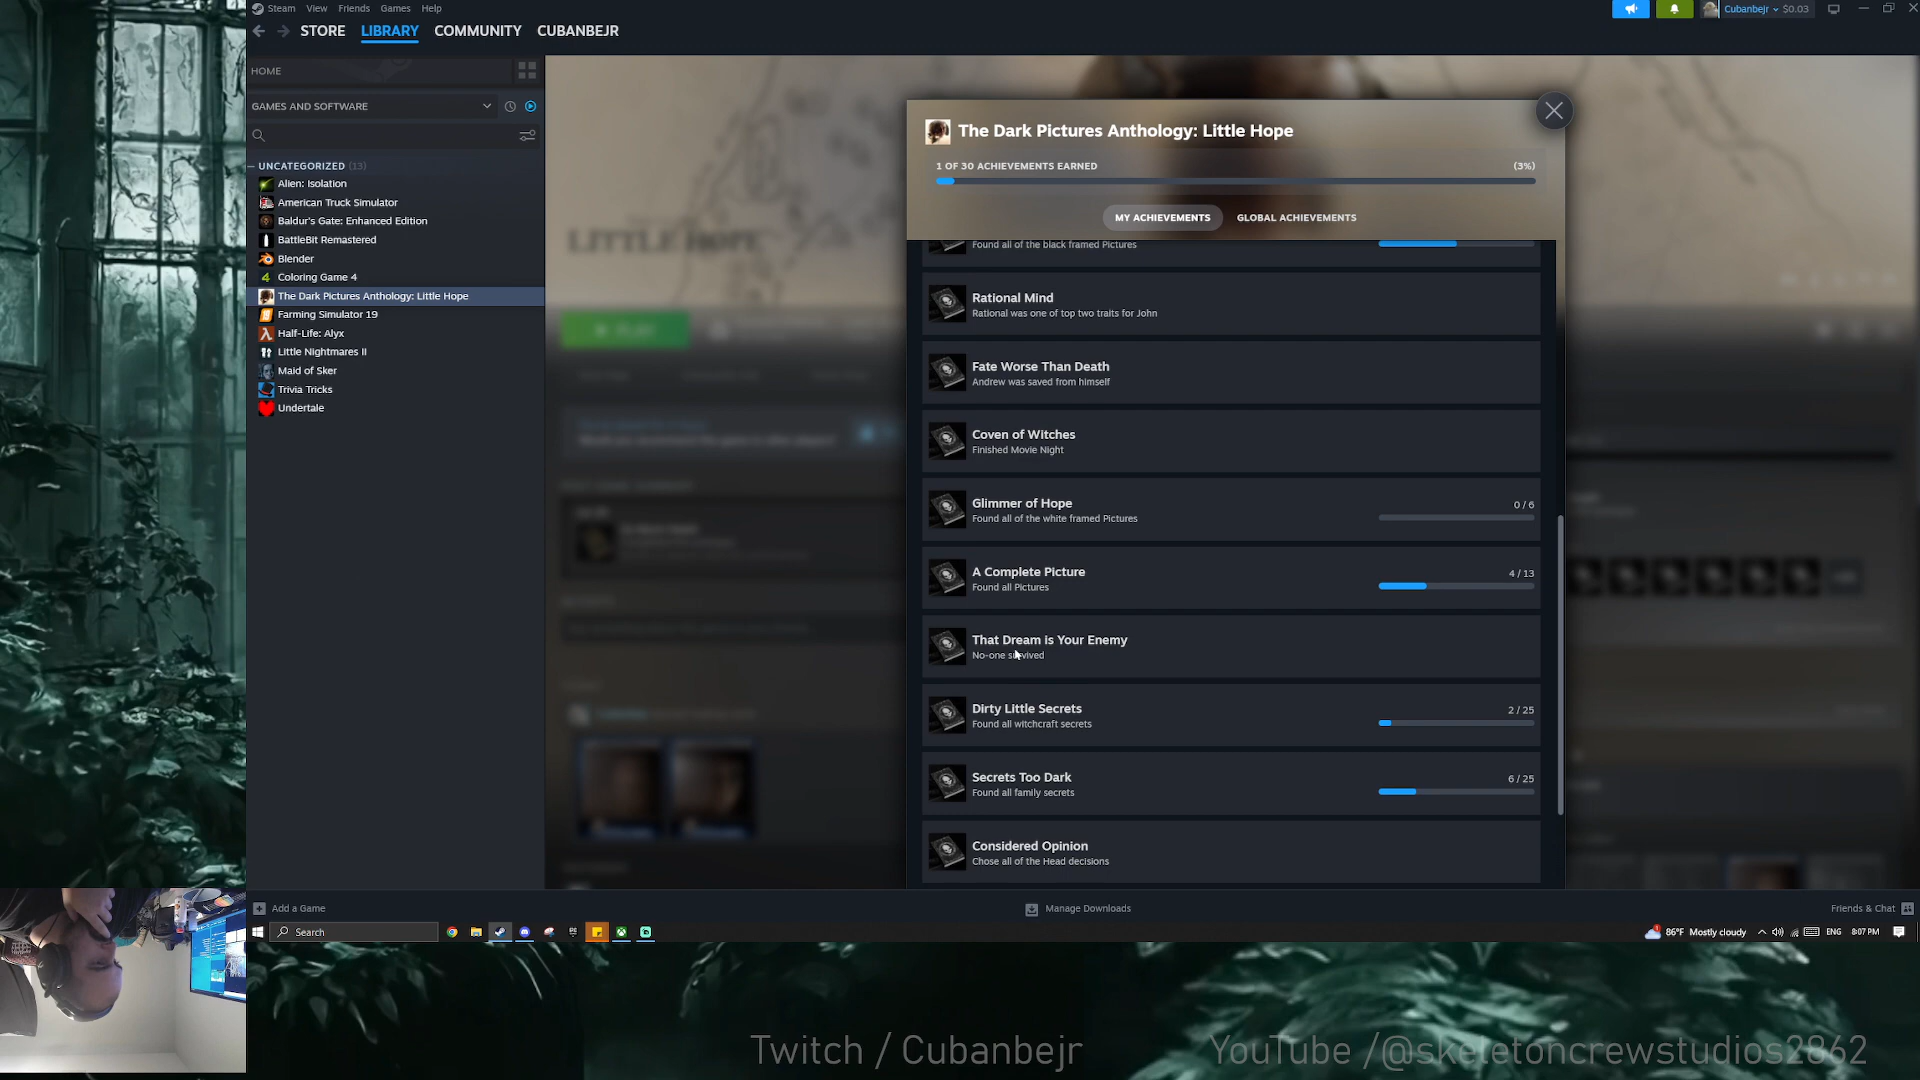 Steam View Friends Games Help
Cubanbejr $0.03
STORE LIBRARY COMMUNITY CUBANBEJR
HOME
GAMES AND SOFTWARE
UNCATEGORIZED (13)
Alien: Isolation
American Truck Simulator
Baldur's Gate: Enhanced Edition
BattleBit Remastered
Blender
Coloring Game 4
The Dark Pictures Anthology: Little Hope
Farming Simulator 19
Half-Life: Alyx
Little Nightmares II
Maid of Sker
Trivia Tricks
Undertale
LITTLE HOPE
PLAY
The Dark Pictures Anthology: Little Hope
1 OF 30 ACHIEVEMENTS EARNED (3%)
MY ACHIEVEMENTS GLOBAL ACHIEVEMENTS
Found all of the black framed Pictures
Rational Mind
Rational was one of top two traits for John
Fate Worse Than Death
Andrew was saved from himself
Coven of Witches
Finished Movie Night
Glimmer of Hope 0 / 6
Found all of the white framed Pictures
A Complete Picture 4 / 13
Found all Pictures
That Dream is Your Enemy
No-one survived
Dirty Little Secrets 2 / 25
Found all witchcraft secrets
Secrets Too Dark 6 / 25
Found all family secrets
Considered Opinion
Chose all of the Head decisions
Add a Game Manage Downloads Friends & Chat
Search 86°F Mostly cloudy ENG 8:07 PM
Twitch / Cubanbejr YouTube /@skeletoncrewstudios2862